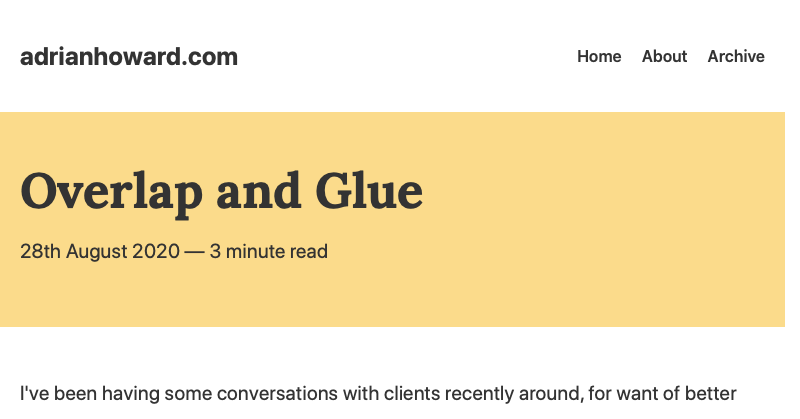 adrianhoward.com
Home About Archive
Overlap and Glue
28th August 2020 — 3 minute read
I've been having some conversations with clients recently around, for want of better